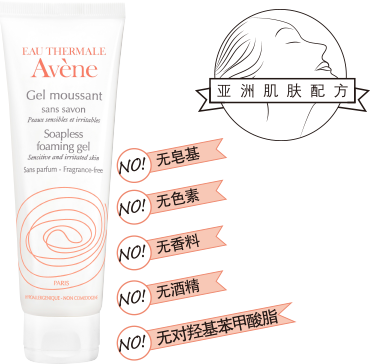 EAU THERMALE
Avène
Gel moussant
sans savon
Peaux sensibles et irritables
Soapless
foaming gel
Sensitive and irritated skin
Sans parfum - Fragrance-free
PARIS
亚洲肌肤配方
NO! 无皂基
NO! 无色素
NO! 无香料
NO! 无酒精
NO! 无对羟基苯甲酸脂